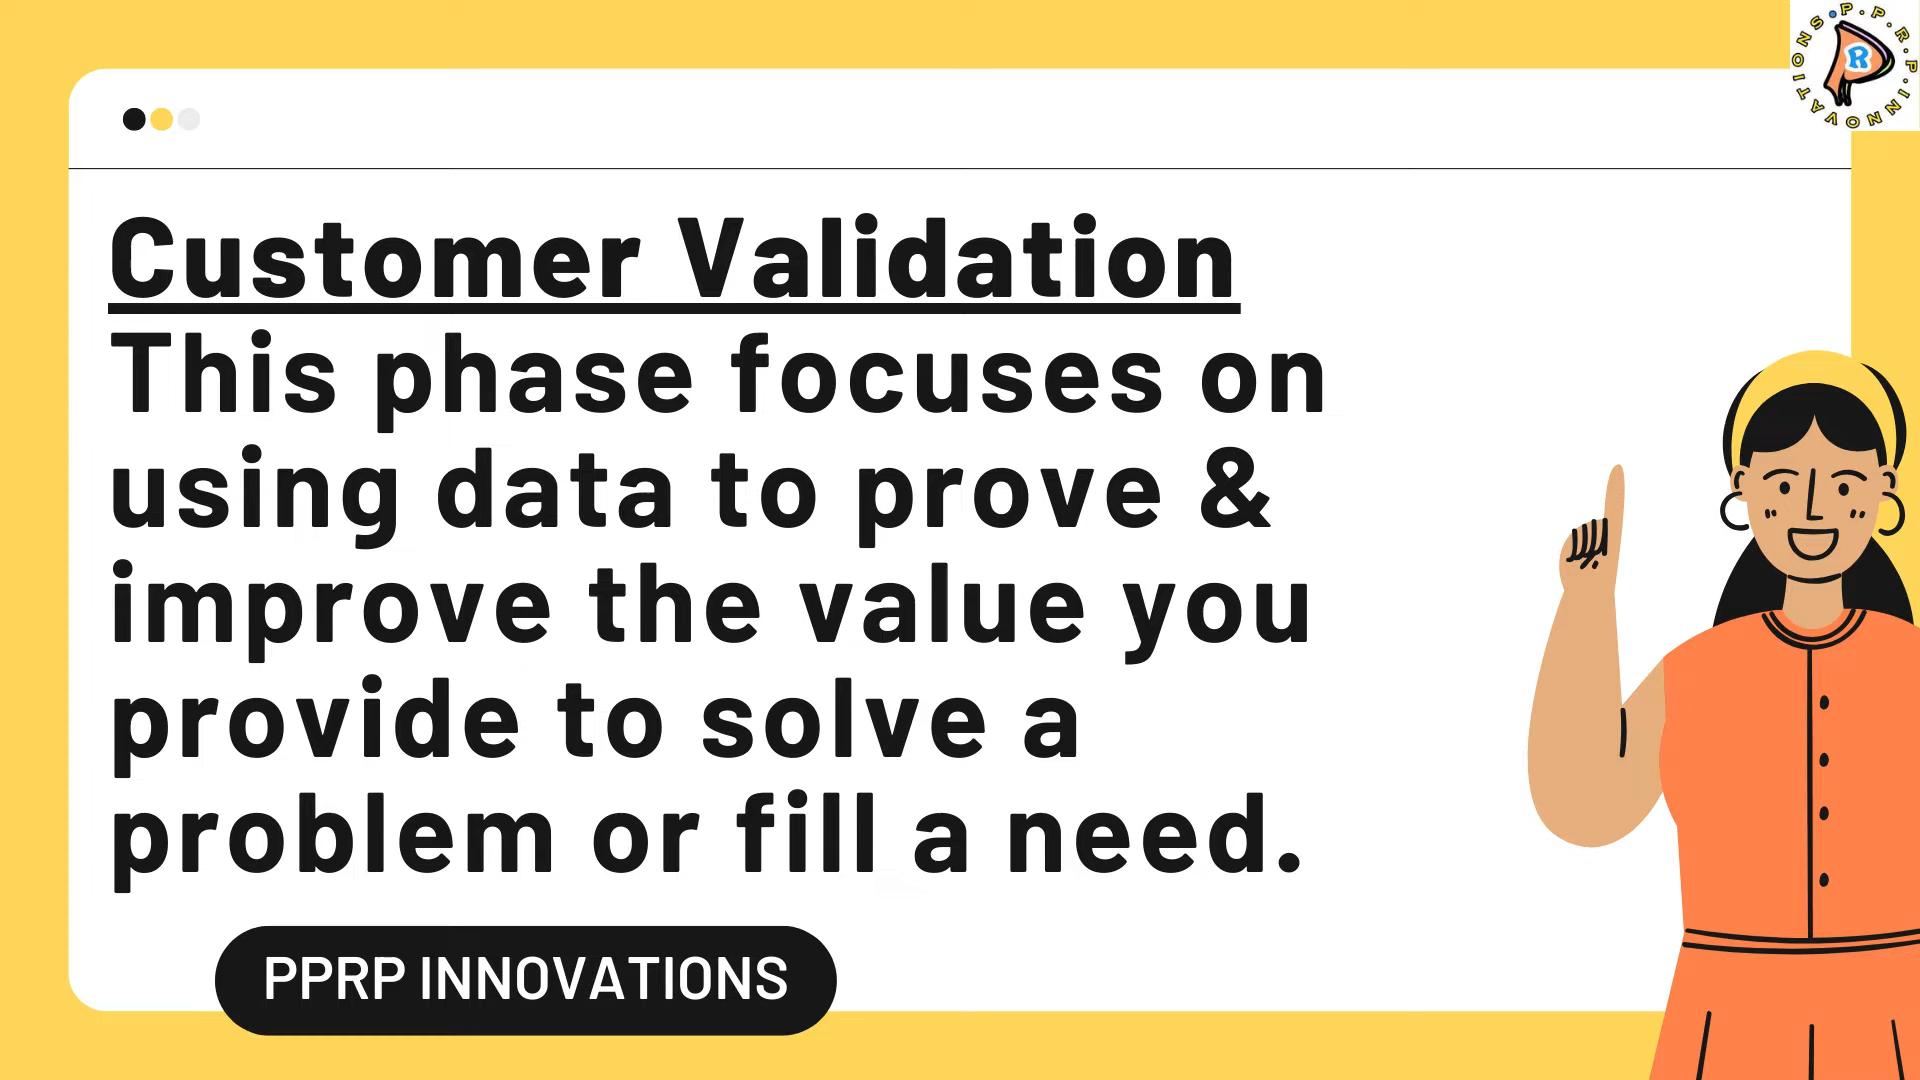 P.P.R.P. INNOVATIONS.
R
Customer Validation
This phase focuses on
using data to prove &
improve the value you
provide to solve a
problem or fill a need.
PPRP INNOVATIONS